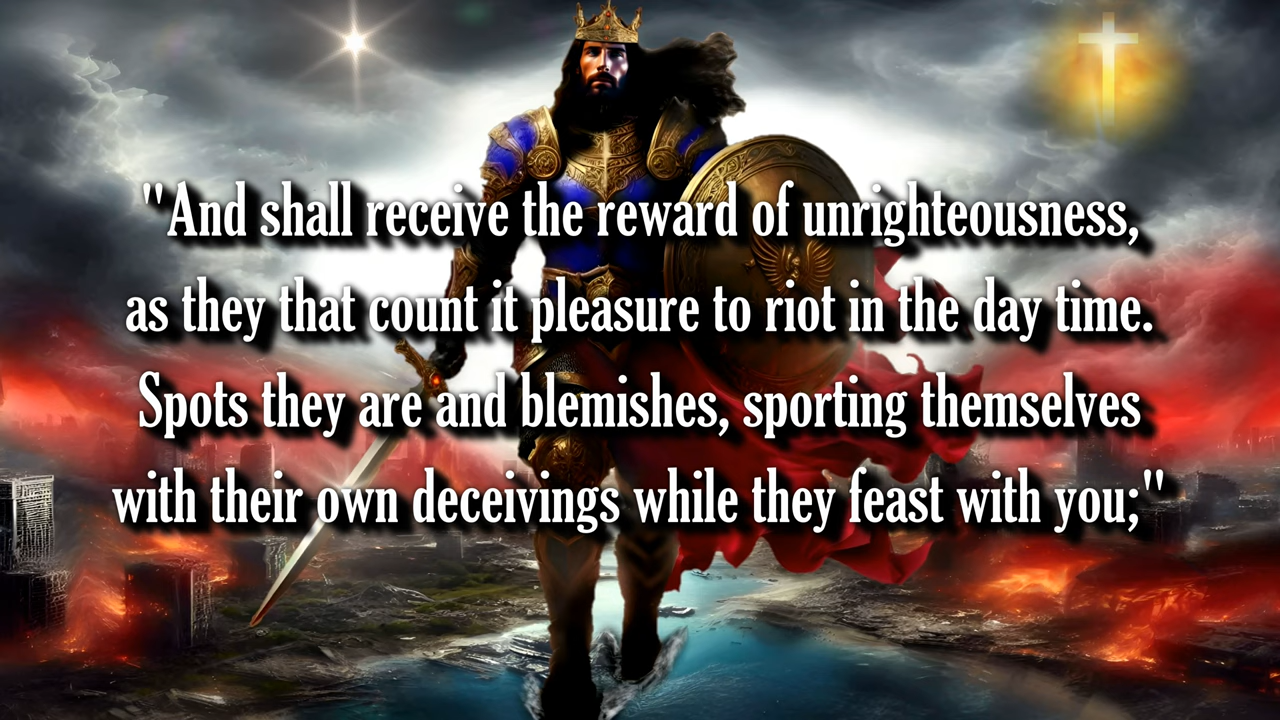 "And shall receive the reward of unrighteousness,
as they that count it pleasure to riot in the day time.
Spots they are and blemishes, sporting themselves
with their own deceivings while they feast with you;"